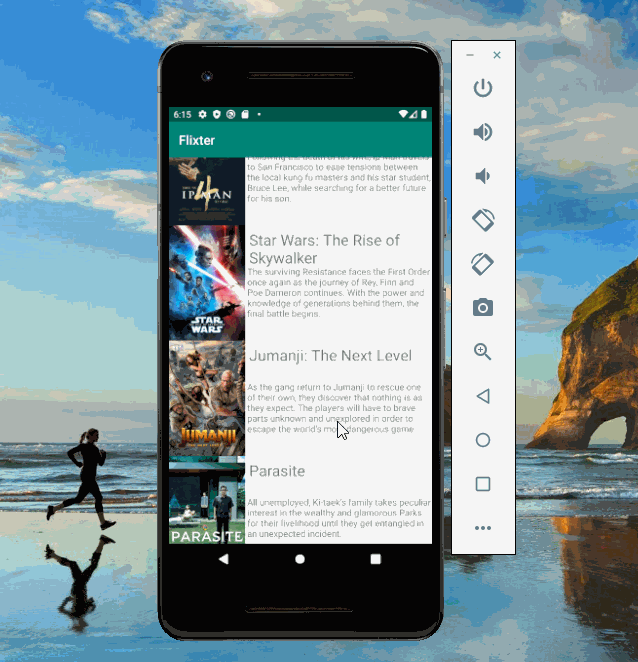 6:15
Flixter
Following the death of his wife, Ip Man travels
to San Francisco to ease tensions between
the local kung fu masters and his star student,
Bruce Lee, while searching for a better future
for his son.
IP MAN
4
Star Wars: The Rise of
Skywalker
The surviving Resistance faces the First Order
once again as the journey of Rey, Finn and
Poe Dameron continues. With the power and
knowledge of generations behind them, the
final battle begins.
STAR
WARS
Jumanji: The Next Level
As the gang return to Jumanji to rescue one
of their own, they discover that nothing is as
they expect. The players will have to brave
parts unknown and unexplored in order to
escape the world's most dangerous game
JUMANJI
Parasite
All unemployed, Ki-taek's family takes peculiar
interest in the wealthy and glamorous Parks
for their livelihood until they get entangled in
an unexpected incident.
PARASITE